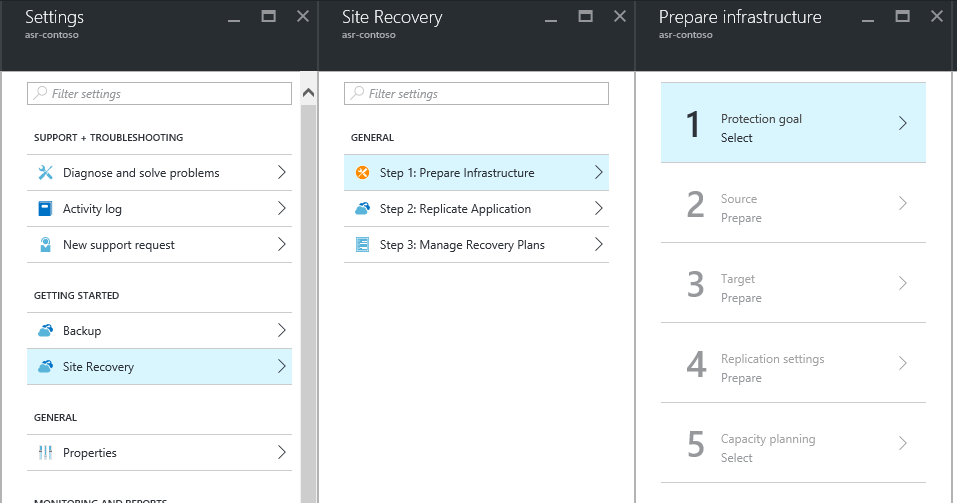 Settings
asr-contoso
Filter settings
SUPPORT + TROUBLESHOOTING
Diagnose and solve problems
Activity log
New support request
GETTING STARTED
Backup
Site Recovery
GENERAL
Properties
MONITORING AND REPORTS
Site Recovery
asr-contoso
Filter settings
GENERAL
Step 1: Prepare Infrastructure
Step 2: Replicate Application
Step 3: Manage Recovery Plans
Prepare infrastructure
asr-contoso
1 Protection goal
Select
2 Source
Prepare
3 Target
Prepare
4 Replication settings
Prepare
5 Capacity planning
Select